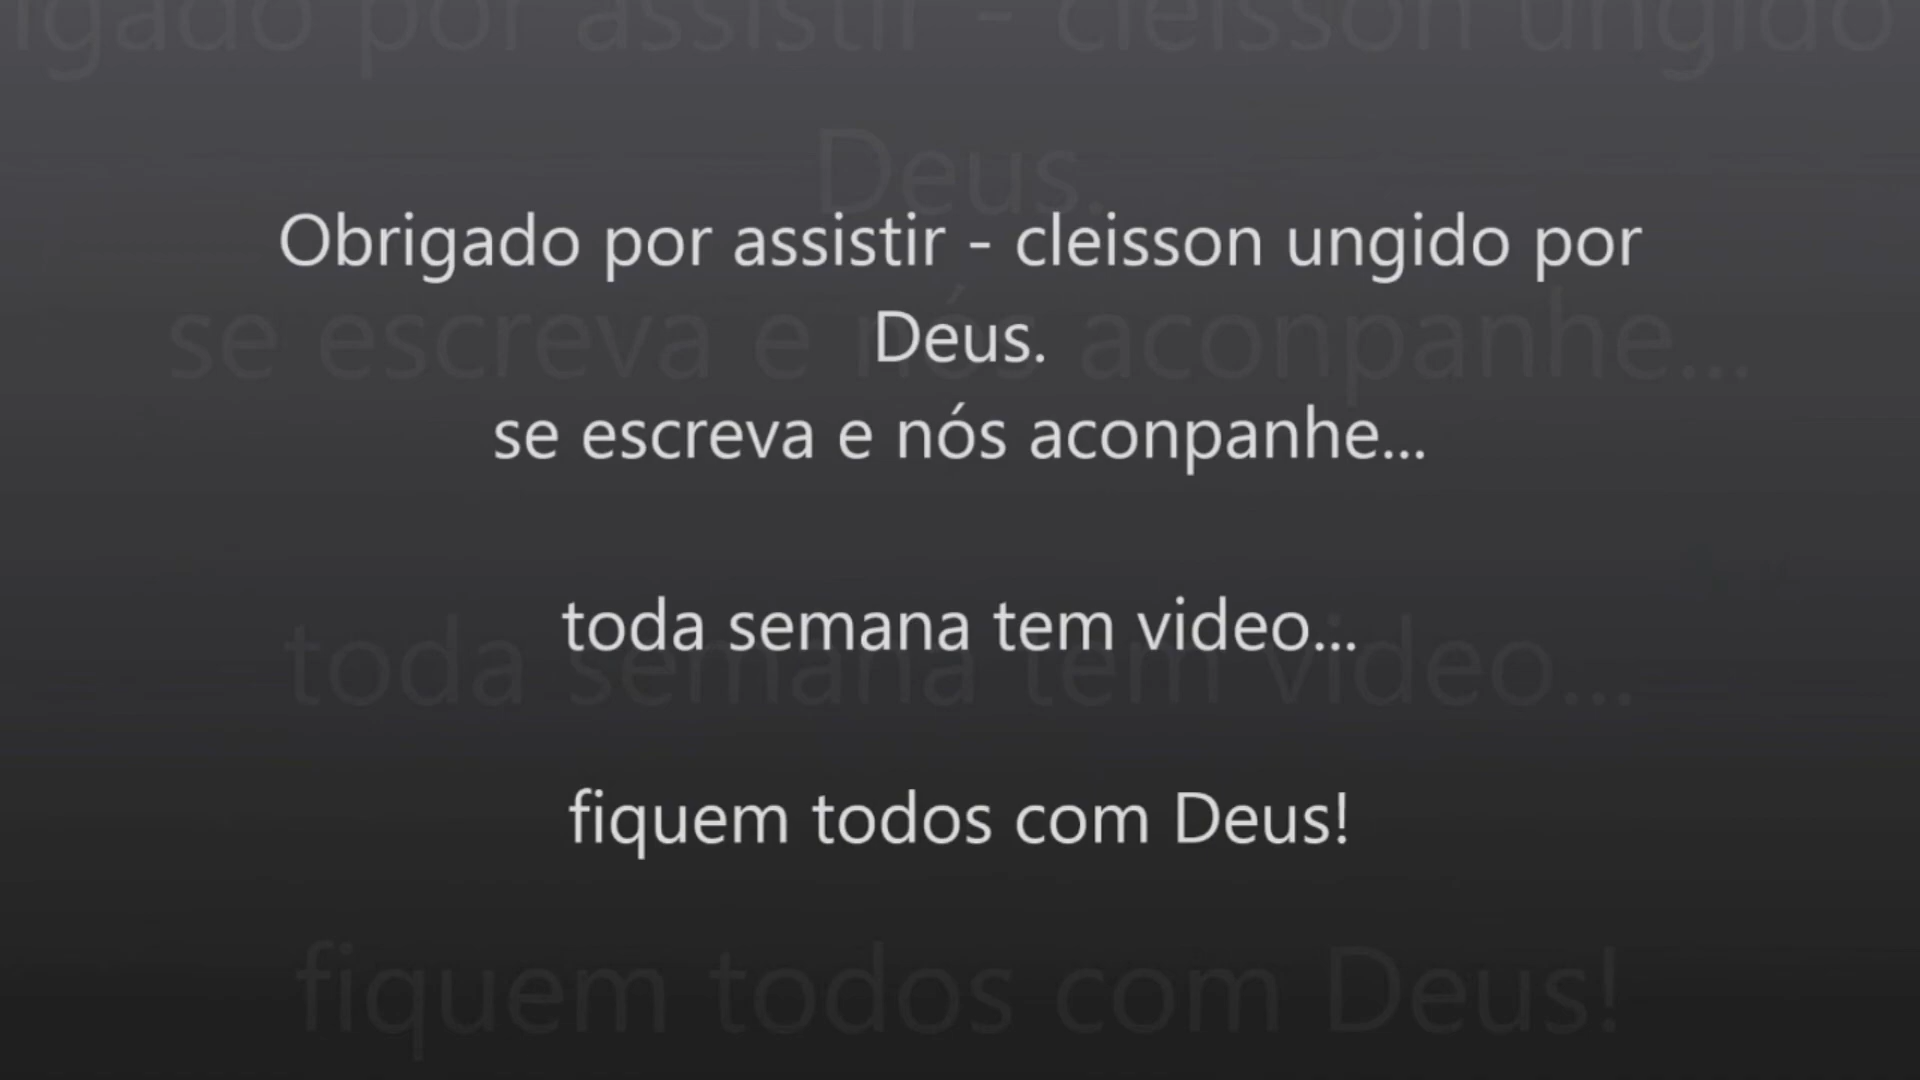 Obrigado por assistir - cleisson ungido por
Deus.
se escreva e nós aconpanhe...
toda semana tem video...
fiquem todos com Deus!